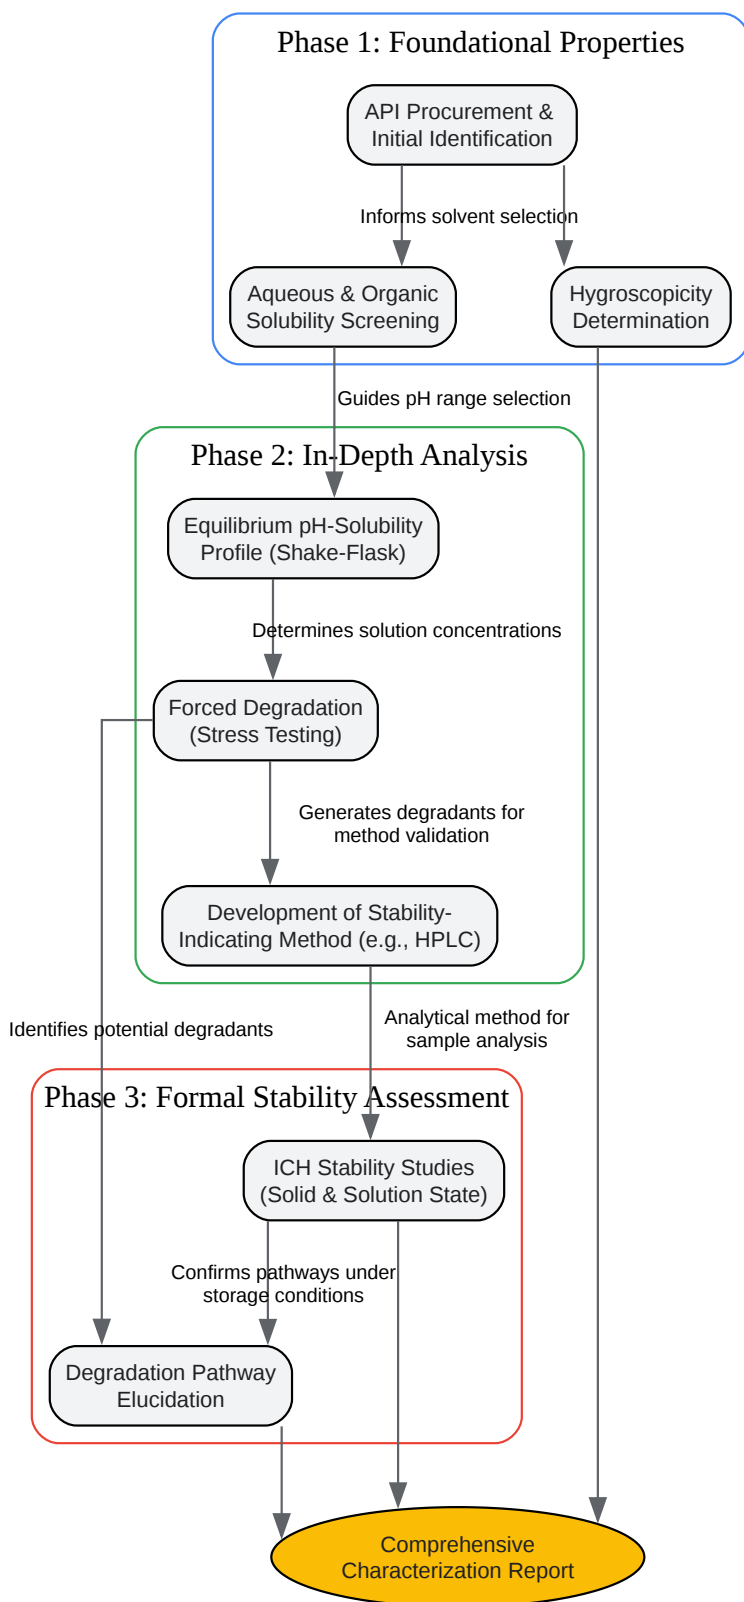 Phase 1: Foundational Properties
API Procurement &
Initial Identification
Informs solvent selection
Aqueous & Organic
Solubility Screening
Hygroscopicity
Determination
Guides pH range selection
Phase 2: In-Depth Analysis
Equilibrium pH-Solubility
Profile (Shake-Flask)
Determines solution concentrations
Forced Degradation
(Stress Testing)
Generates degradants for
method validation
Development of Stability-
Indicating Method (e.g., HPLC)
Identifies potential degradants
Analytical method for
sample analysis
Phase 3: Formal Stability Assessment
ICH Stability Studies
(Solid & Solution State)
Confirms pathways under
storage conditions
Degradation Pathway
Elucidation
Comprehensive
Characterization Report